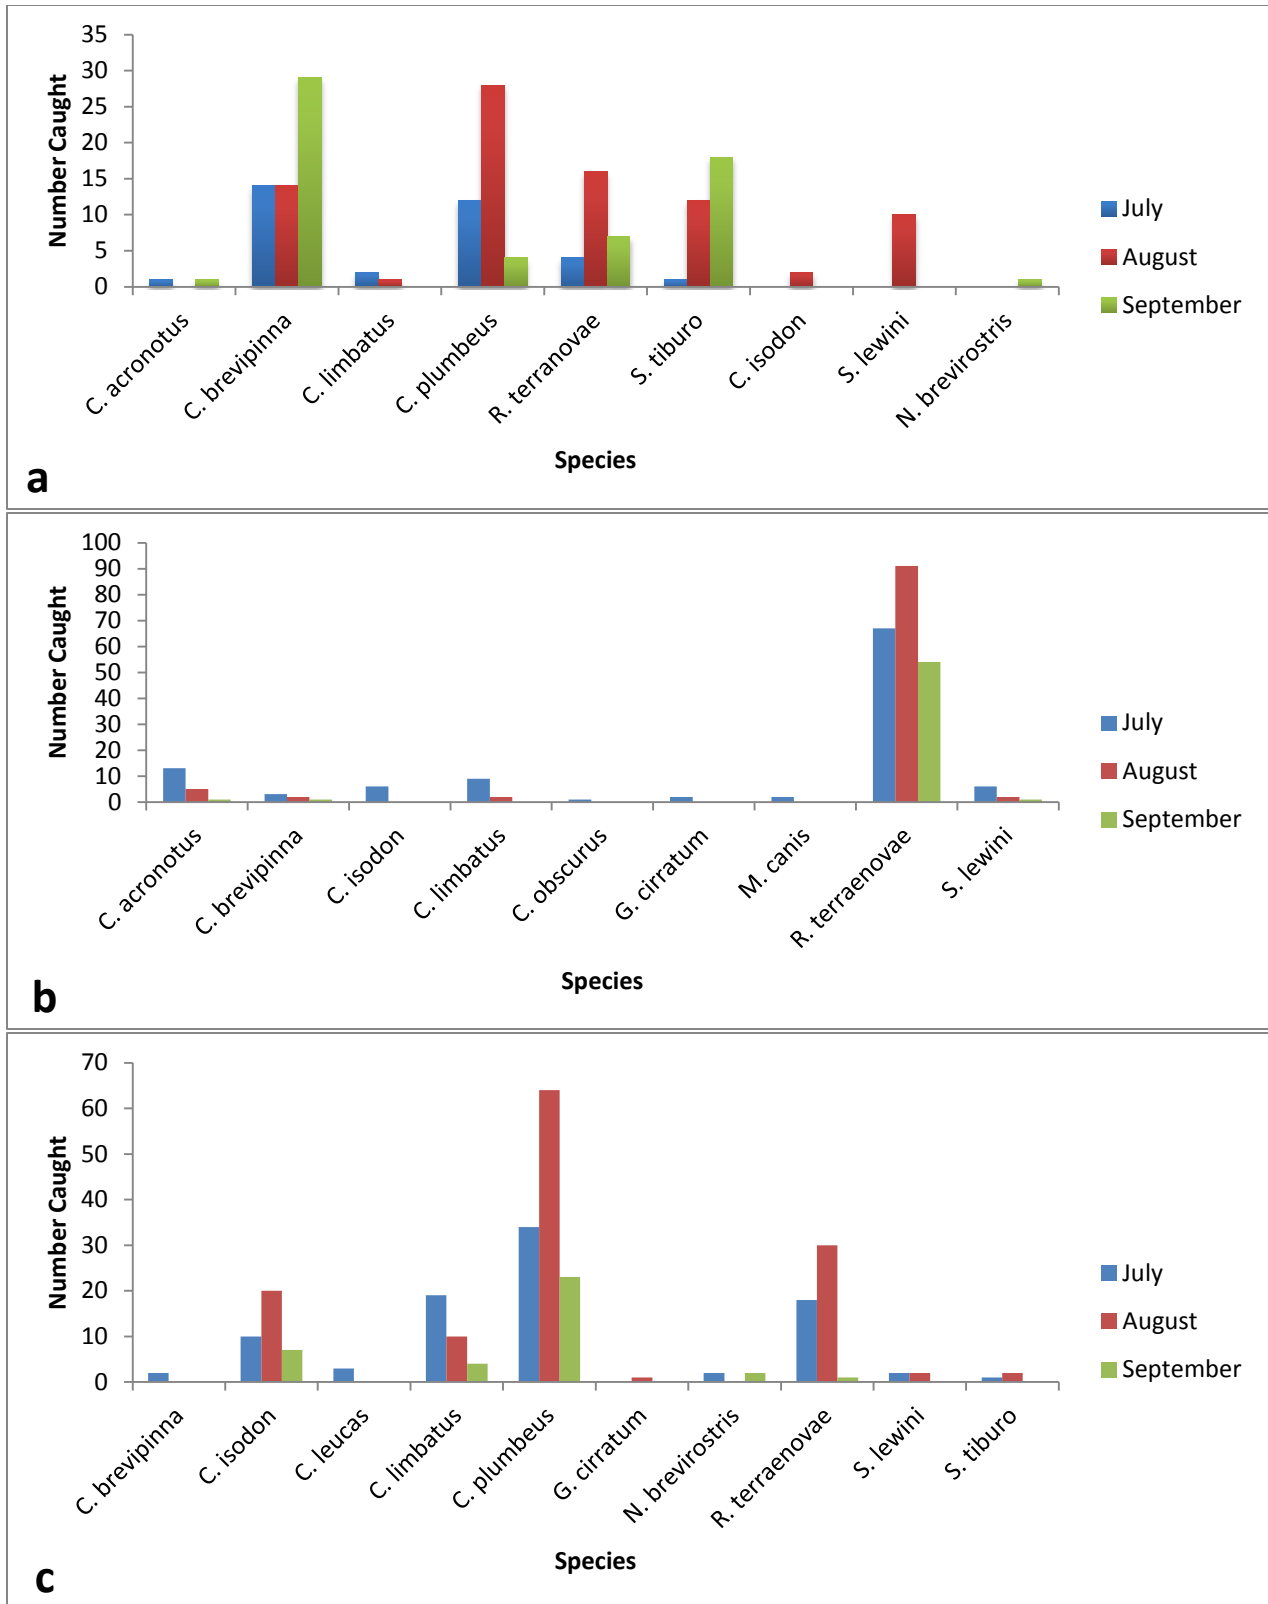 35
30
25
20
15
10
5
0
Number Caught
July
August
September
C. acronotus
C. brevipinna
C. limbatus
C. plumbeus
R. terranovae
S. tiburo
C. isodon
S. lewini
N. brevirostris
Species
a
100
90
80
70
60
50
40
30
20
10
0
Number Caught
July
August
September
C. acronotus
C. brevipinna
C. isodon
C. limbatus
C. obscurus
G. cirratum
M. canis
R. terraenovae
S. lewini
Species
b
70
60
50
40
30
20
10
0
Number Caught
July
August
September
C. brevipinna
C. isodon
C. leucas
C. limbatus
C. plumbeus
G. cirratum
N. brevirostris
R. terraenovae
S. lewini
S. tiburo
Species
c